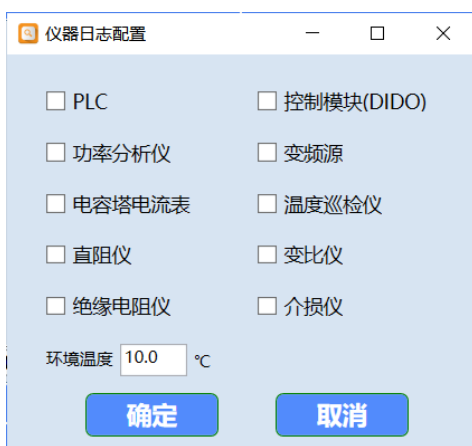 仪器日志配置
PLC 控制模块(DIDO)
功率分析仪 变频源
电容塔电流表 温度巡检仪
直阻仪 变比仪
绝缘电阻仪 介损仪
环境温度 10.0 ℃
确定 取消